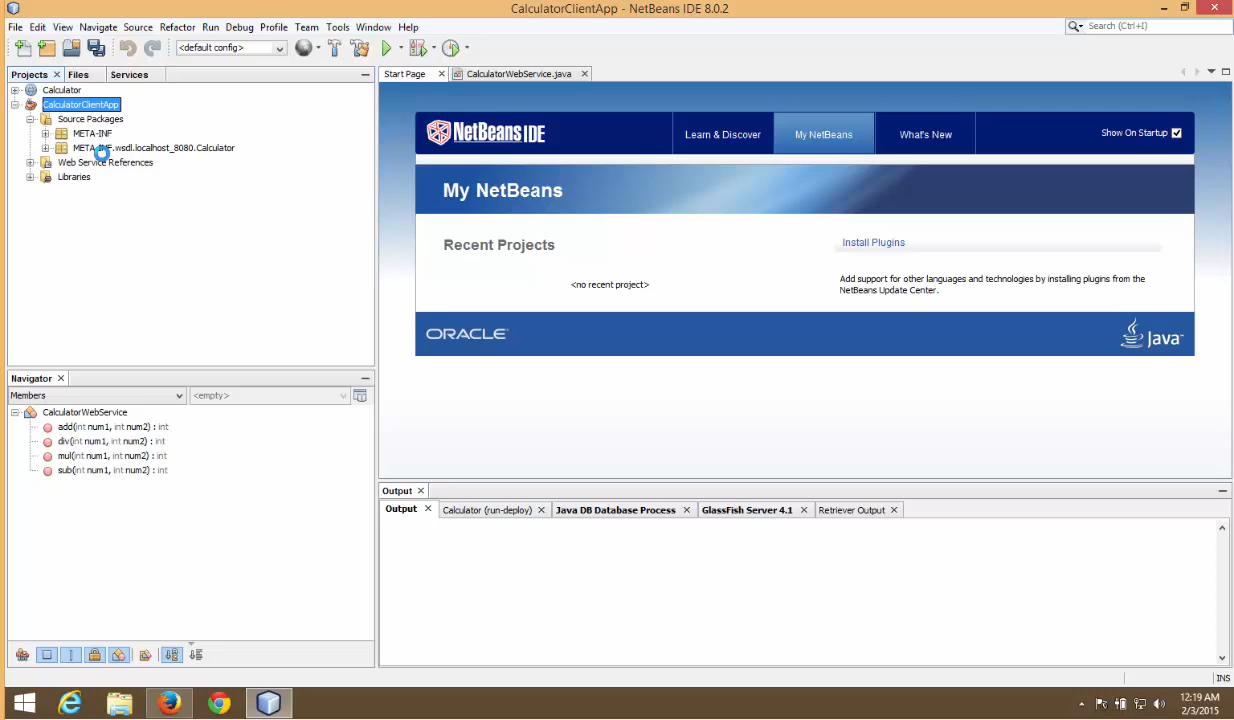 CalculatorClientApp - NetBeans IDE 8.0.2
File Edit View Navigate Source Refactor Run Debug Profile Team Tools Window Help
Search (Ctrl+I)
<default config>
Projects Files Services
Calculator
CalculatorClientApp
Source Packages
META-INF
META-INF.wsdl.localhost_8080.Calculator
Web Service References
Libraries
Start Page CalculatorWebService.java
NetBeans IDE
Learn & Discover My NetBeans What's New Show On Startup
My NetBeans
Recent Projects
<no recent project>
Install Plugins
Add support for other languages and technologies by installing plugins from the
NetBeans Update Center.
ORACLE Java
Navigator
Members <empty>
CalculatorWebService
add(int num1, int num2) : int
div(int num1, int num2) : int
mul(int num1, int num2) : int
sub(int num1, int num2) : int
Output
Output Calculator (run-deploy) Java DB Database Process GlassFish Server 4.1 Retriever Output
INS
12:19 AM
2/3/2015